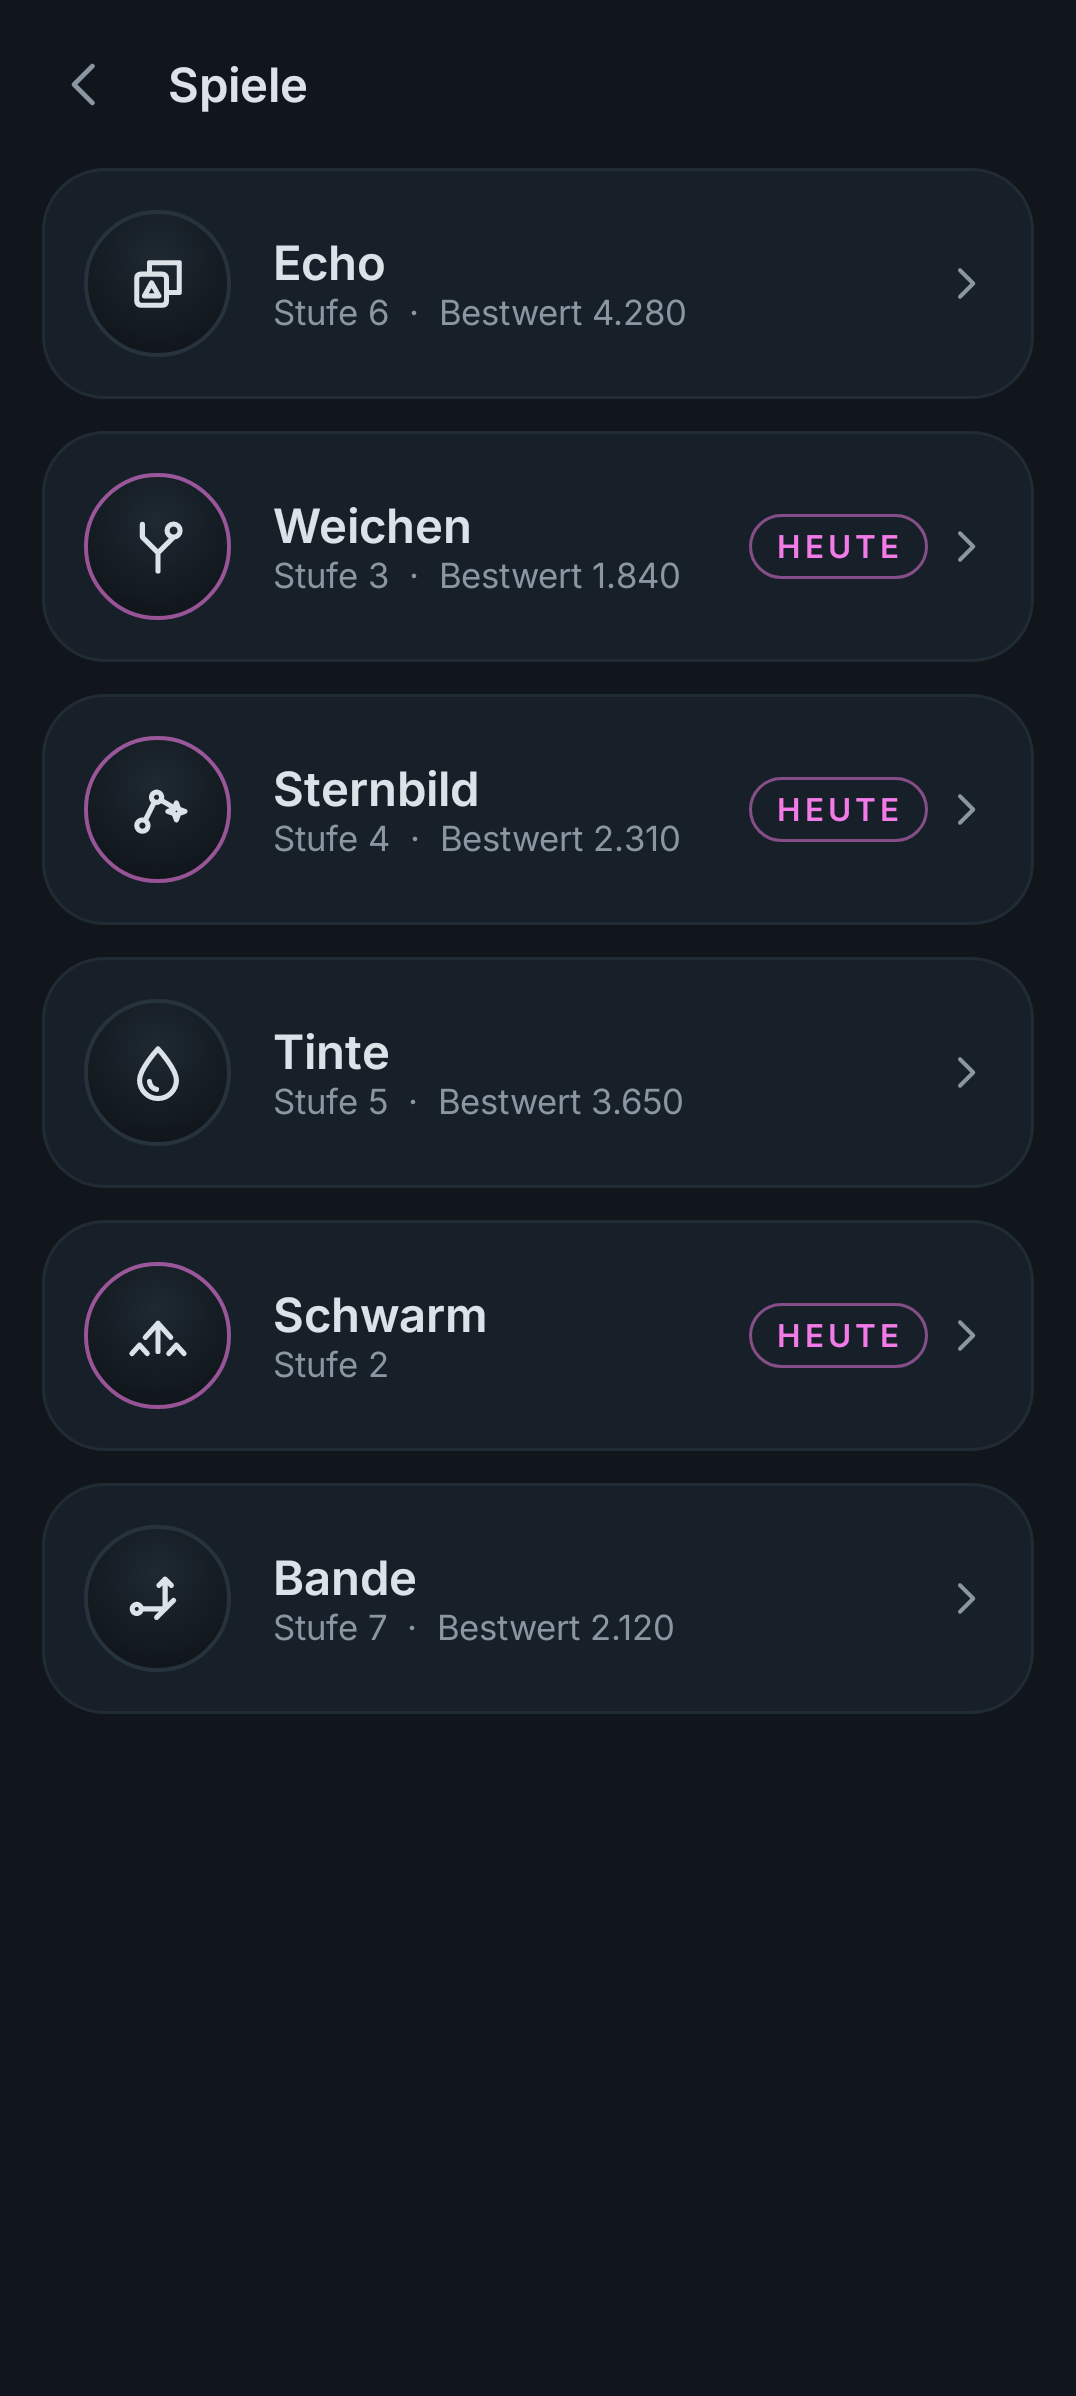 Spiele
Echo
Stufe 6 · Bestwert 4.280
Weichen
Stufe 3 · Bestwert 1.840
HEUTE
Sternbild
Stufe 4 · Bestwert 2.310
HEUTE
Tinte
Stufe 5 · Bestwert 3.650
Schwarm
Stufe 2
HEUTE
Bande
Stufe 7 · Bestwert 2.120